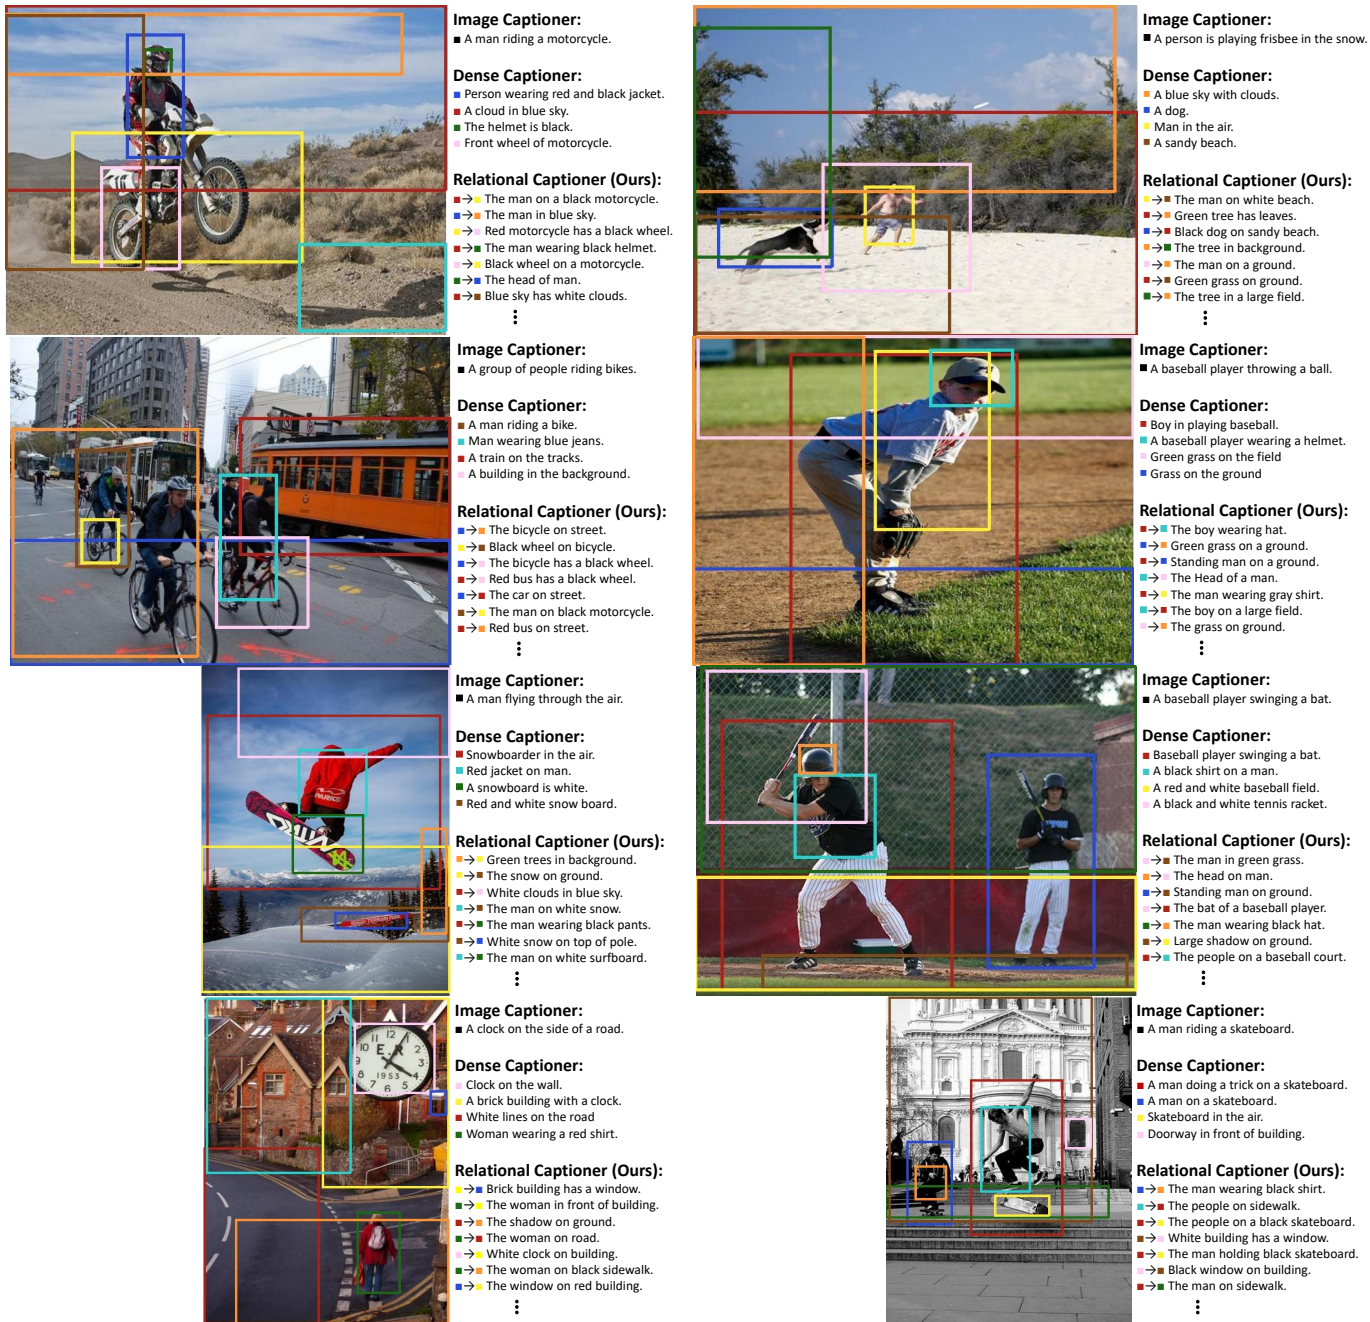 Image Captioner:
A man riding a motorcycle.
Dense Captioner:
Person wearing red and black jacket.
A cloud in blue sky.
The helmet is black.
Front wheel of motorcycle.
Relational Captioner (Ours):
→ The man on a black motorcycle.
→ The man in blue sky.
→ Red motorcycle has a black wheel.
→ The man wearing black helmet.
→ Black wheel on a motorcycle.
→ The head of man.
→ Blue sky has white clouds.
Image Captioner:
A person is playing frisbee in the snow.
Dense Captioner:
A blue sky with clouds.
A dog.
Man in the air.
A sandy beach.
Relational Captioner (Ours):
→ The man on white beach.
→ Green tree has leaves.
→ Black dog on sandy beach.
→ The tree in background.
→ The man on a ground.
→ Green grass on ground.
→ The tree in a large field.
Image Captioner:
A group of people riding bikes.
Dense Captioner:
A man riding a bike.
Man wearing blue jeans.
A train on the tracks.
A building in the background.
Relational Captioner (Ours):
→ The bicycle on street.
→ Black wheel on bicycle.
→ The bicycle has a black wheel.
→ Red bus has a black wheel.
→ The car on street.
→ The man on black motorcycle.
→ Red bus on street.
Image Captioner:
A baseball player throwing a ball.
Dense Captioner:
Boy in playing baseball.
A baseball player wearing a helmet.
Green grass on the field
Grass on the ground
Relational Captioner (Ours):
→ The boy wearing hat.
→ Green grass on a ground.
→ Standing man on a ground.
→ The Head of a man.
→ The man wearing gray shirt.
→ The boy on a large field.
→ The grass on ground.
PARKS
Image Captioner:
A man flying through the air.
Dense Captioner:
Snowboarder in the air.
Red jacket on man.
A snowboard is white.
Red and white snow board.
Relational Captioner (Ours):
→ Green trees in background.
→ The snow on ground.
→ White clouds in blue sky.
→ The man on white snow.
→ The man wearing black pants.
→ White snow on top of pole.
→ The man on white surfboard.
Image Captioner:
A baseball player swinging a bat.
Dense Captioner:
Baseball player swinging a bat.
A black shirt on a man.
A red and white baseball field.
A black and white tennis racket.
Relational Captioner (Ours):
→ The man in green grass.
→ The head on man.
→ Standing man on ground.
→ The bat of a baseball player.
→ The man wearing black hat.
→ Large shadow on ground.
→ The people on a baseball court.
12
11 1
10 2
E.R
9 3
8 1953 4
7 5
6
Image Captioner:
A clock on the side of a road.
Dense Captioner:
Clock on the wall.
A brick building with a clock.
White lines on the road
Woman wearing a red shirt.
Relational Captioner (Ours):
→ Brick building has a window.
→ The woman in front of building.
→ The shadow on ground.
→ The woman on road.
→ White clock on building.
→ The woman on black sidewalk.
→ The window on red building.
Image Captioner:
A man riding a skateboard.
Dense Captioner:
A man doing a trick on a skateboard.
A man on a skateboard.
Skateboard in the air.
Doorway in front of building.
Relational Captioner (Ours):
→ The man wearing black shirt.
→ The people on sidewalk.
→ The people on a black skateboard.
→ White building has a window.
→ The man holding black skateboard.
→ Black window on building.
→ The man on sidewalk.